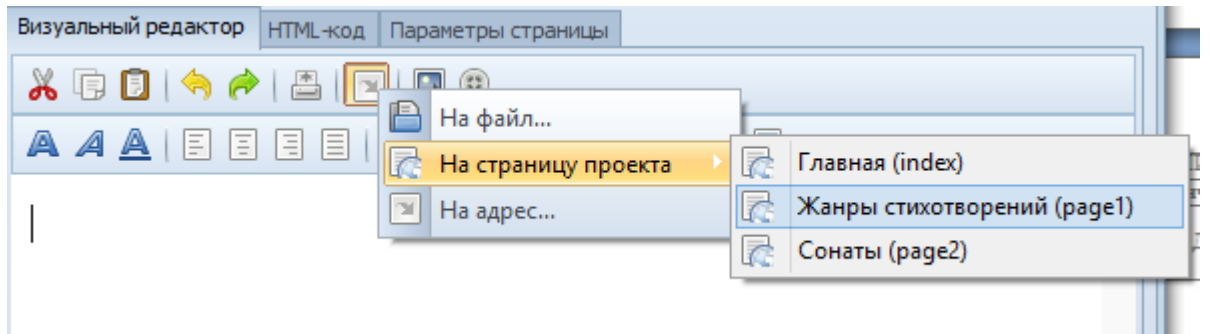 Визуальный редактор HTML-код Параметры страницы
На файл...
На страницу проекта
На адрес...
Главная (index)
Жанры стихотворений (page1)
Сонаты (page2)